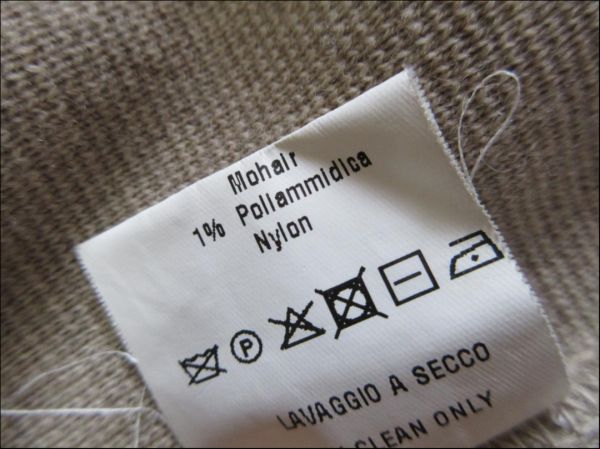 Mohair
1% Poliammidica
Nylon
P
LAVAGGIO A SECCO
CLEAN ONLY